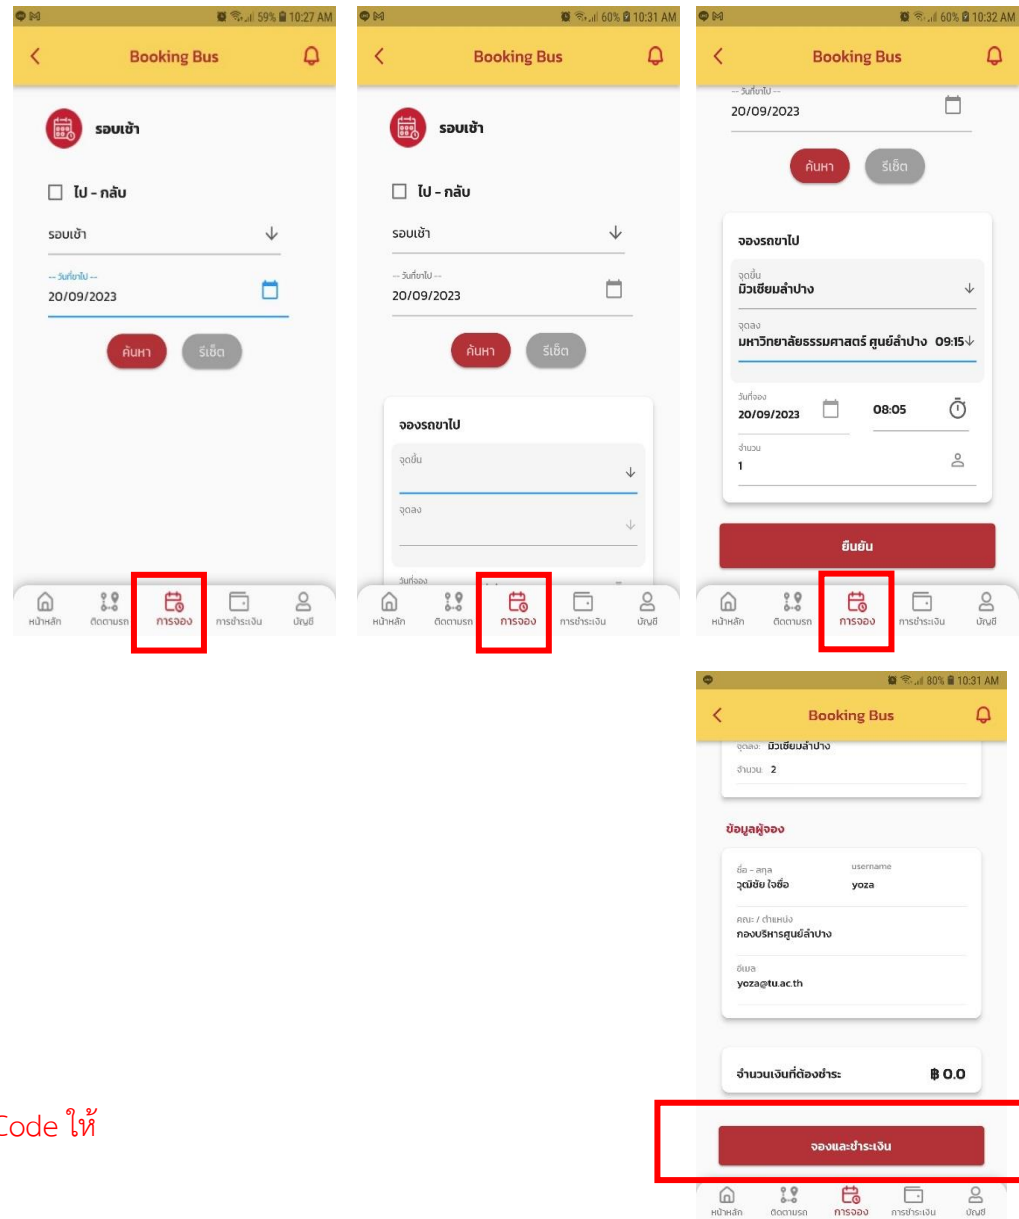 59% 10:27 AM
Booking Bus
รอบเช้า
ไป - กลับ
รอบเช้า
-- วันที่ขาไป --
20/09/2023
ค้นหา รีเซ็ต
หน้าหลัก ติดตามรถ การจอง การชำระเงิน บัญชี
60% 10:31 AM
Booking Bus
รอบเช้า
ไป - กลับ
รอบเช้า
-- วันที่ขาไป --
20/09/2023
ค้นหา รีเซ็ต
จองรถขาไป
จุดขึ้น
จุดลง
วันที่จอง
หน้าหลัก ติดตามรถ การจอง การชำระเงิน บัญชี
60% 10:32 AM
Booking Bus
-- วันที่ขาไป --
20/09/2023
ค้นหา รีเซ็ต
จองรถขาไป
จุดขึ้น
มิวเซียมลำปาง
จุดลง
มหาวิทยาลัยธรรมศาสตร์ ศูนย์ลำปาง 09:15
วันที่จอง
20/09/2023 08:05
จำนวน
1
ยืนยัน
หน้าหลัก ติดตามรถ การจอง การชำระเงิน บัญชี
80% 10:31 AM
Booking Bus
จุดลง: มิวเซียมลำปาง
จำนวน: 2
ข้อมูลผู้จอง
ชื่อ - สกุล username
วุฒิชัย ใจซื่อ yoza
คณะ / ตำแหน่ง
กองบริหารศูนย์ลำปาง
อีเมล
yoza@tu.ac.th
จำนวนเงินที่ต้องชำระ ฿ 0.0
จองและชำระเงิน
หน้าหลัก ติดตามรถ การจอง การชำระเงิน บัญชี
Code ให้